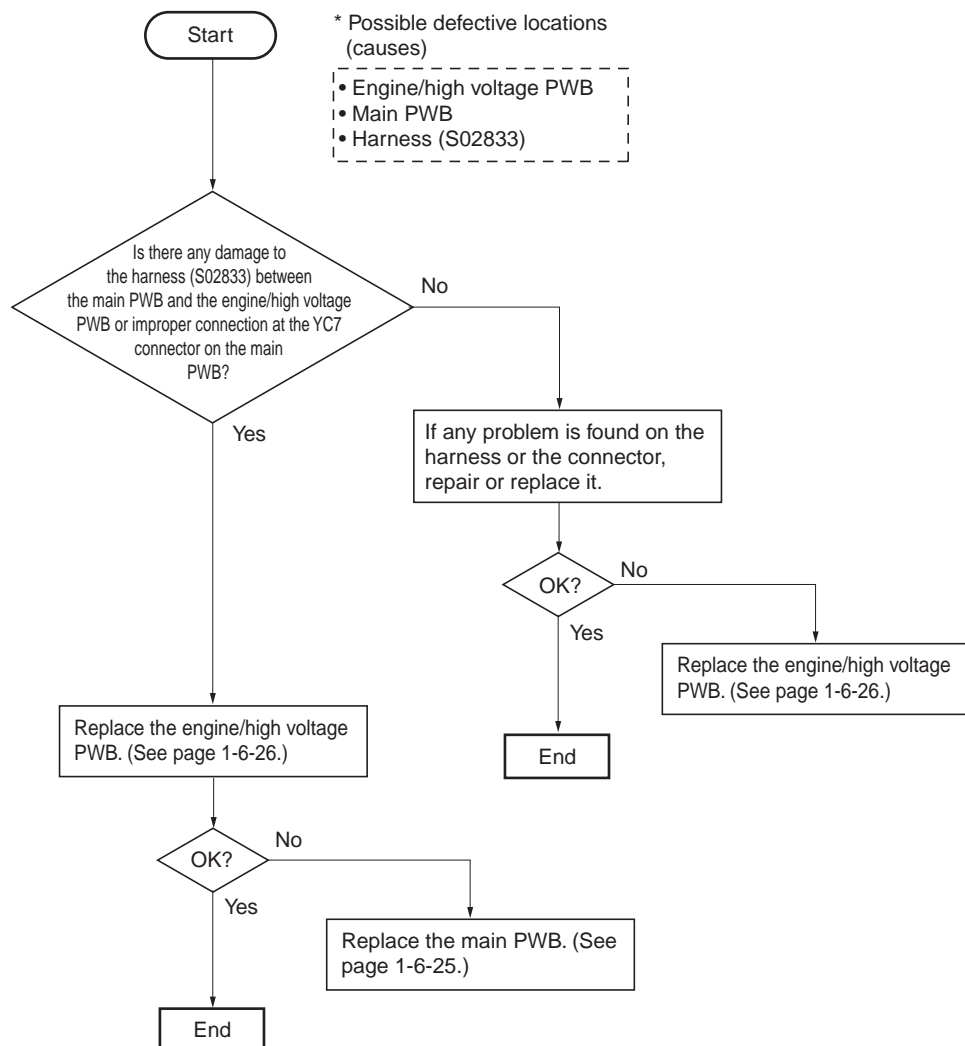 Start
* Possible defective locations
(causes)
• Engine/high voltage PWB
• Main PWB
• Harness (S02833)
Is there any damage to
the harness (S02833) between
the main PWB and the engine/high voltage
PWB or improper connection at the YC7
connector on the main
PWB?
No
Yes
If any problem is found on the
harness or the connector,
repair or replace it.
OK?
No
Yes
Replace the engine/high voltage
PWB. (See page 1-6-26.)
End
Replace the engine/high voltage
PWB. (See page 1-6-26.)
OK?
No
Yes
Replace the main PWB. (See
page 1-6-25.)
End